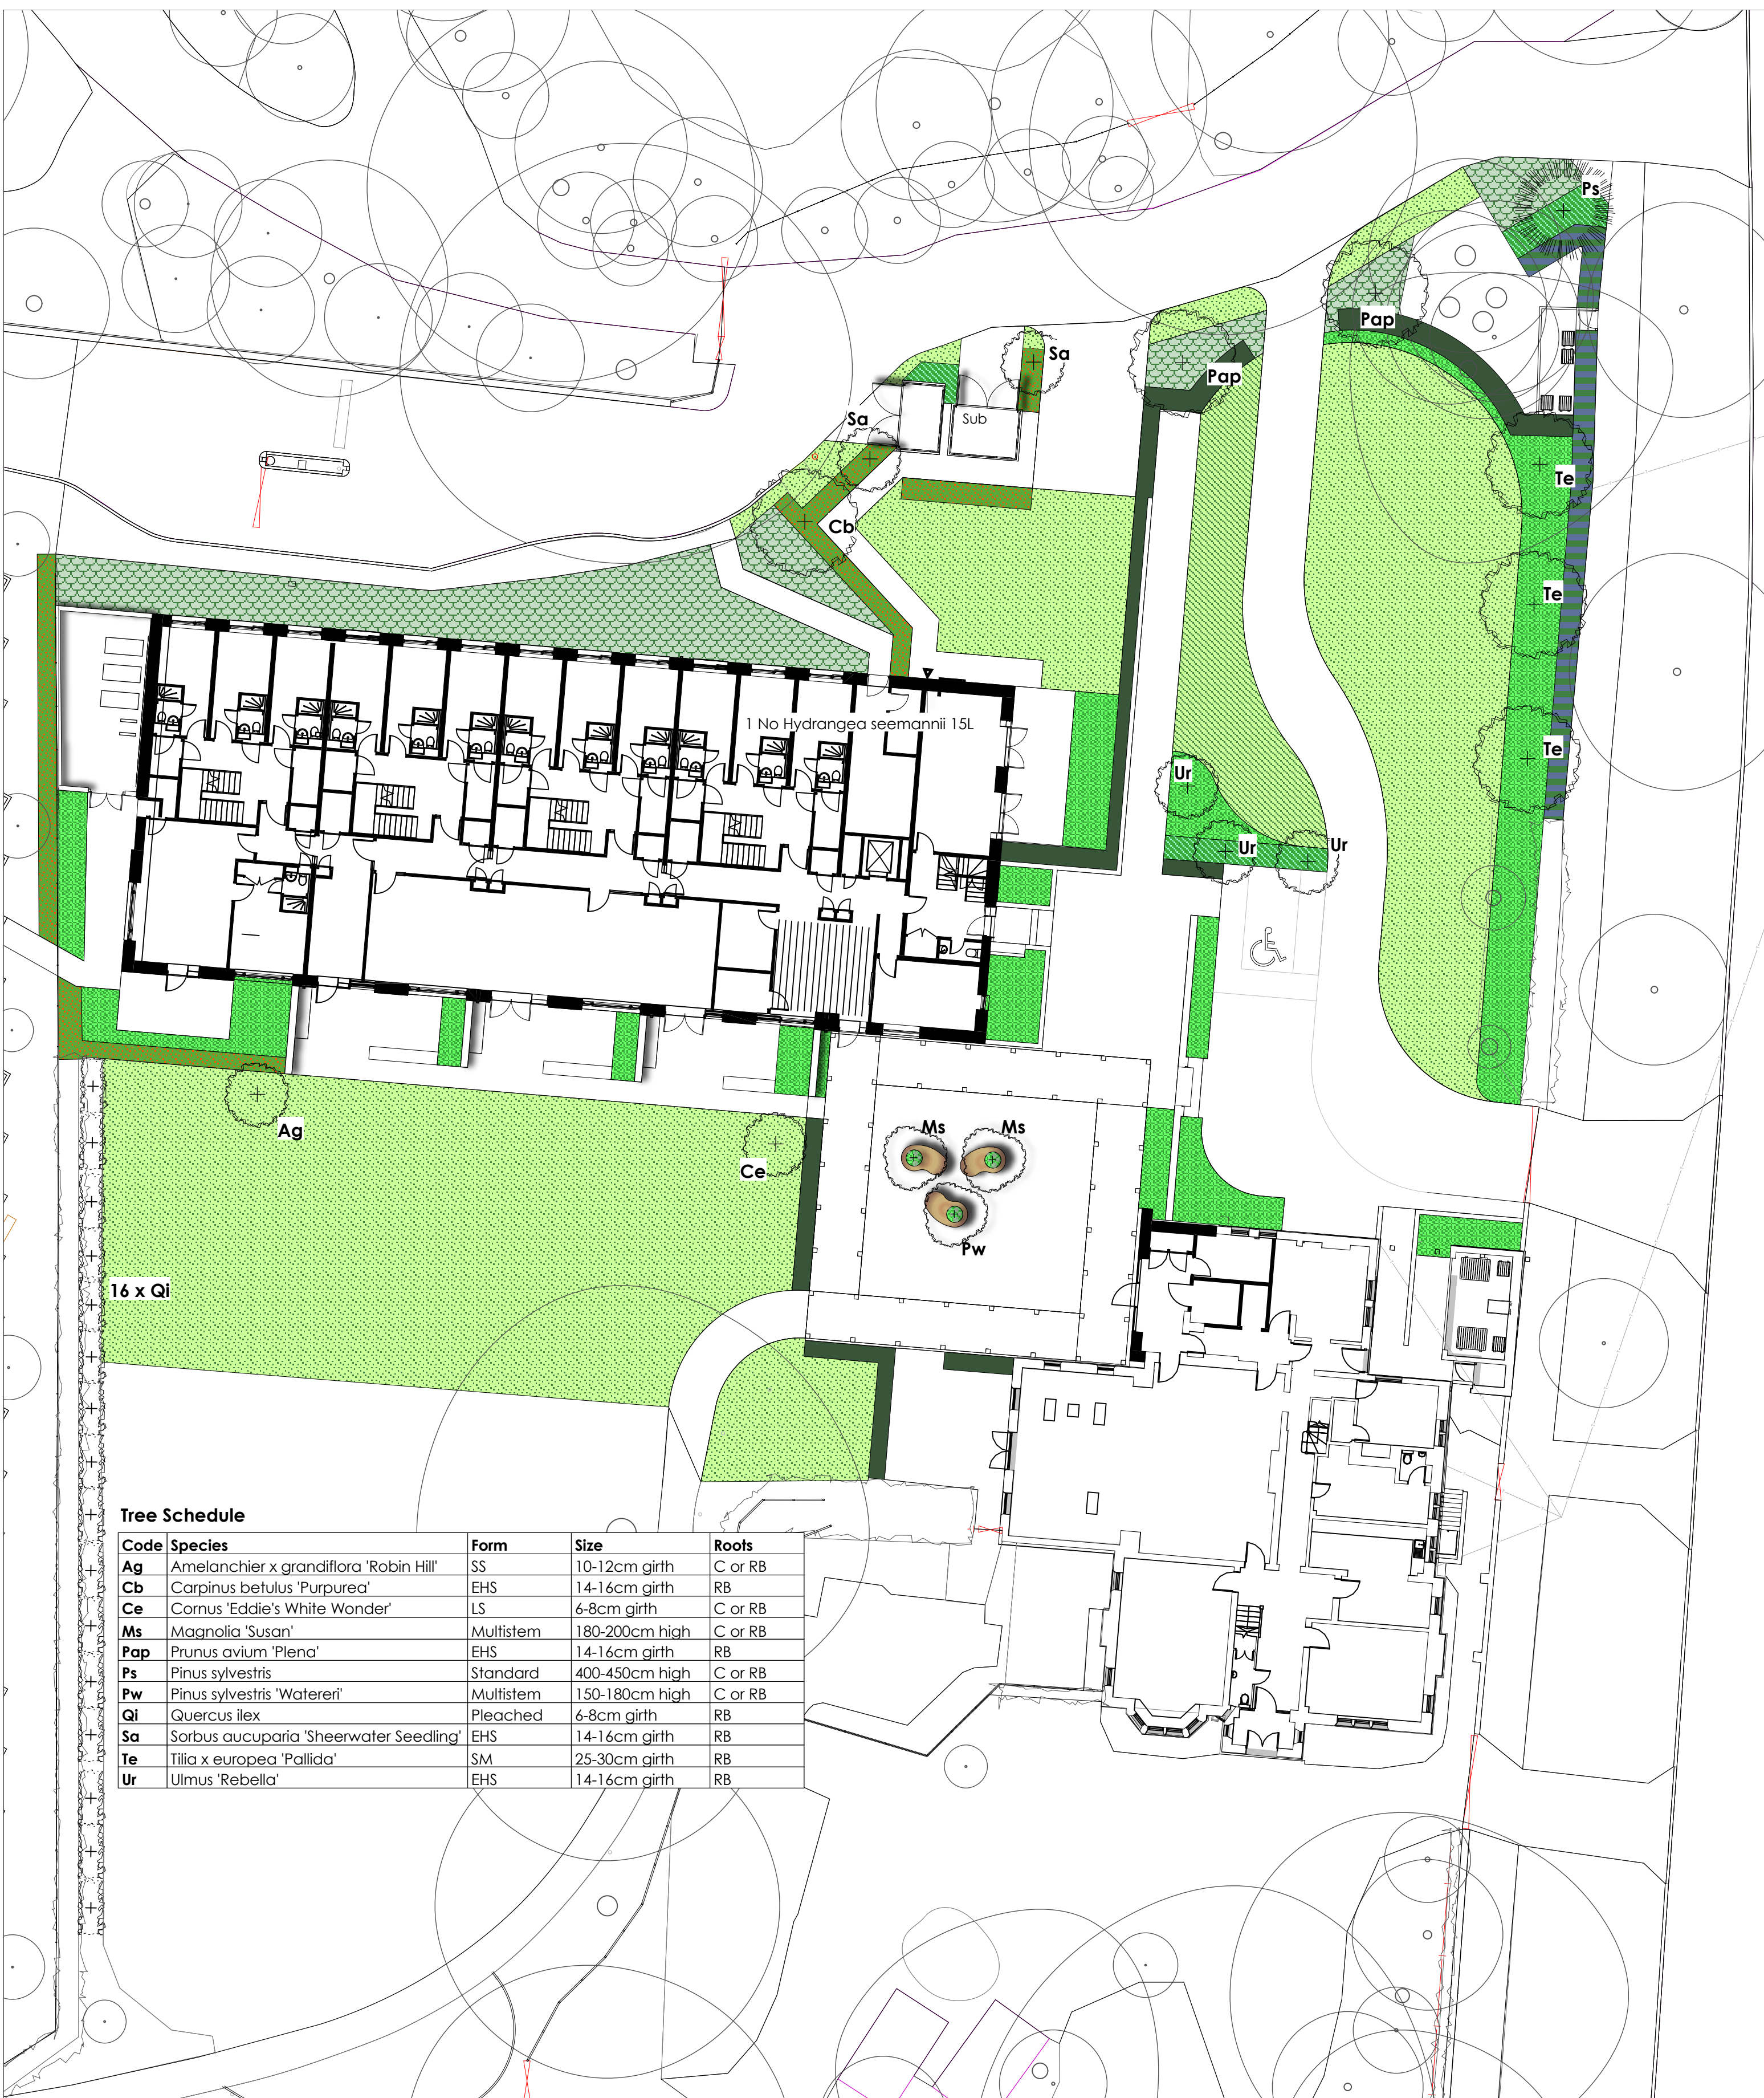 Ps
Pap
Sa
Pap
Sa
Sub
Te
Cb
Te
1 No Hydrangea seemannii 15L
Te
Ur
Ur
Ur
Ms
Ms
Ag
Ce
Pw
16 x Qi
Tree Schedule
Code Species Form Size Roots
Ag Amelanchier x grandiflora 'Robin Hill' SS 10-12cm girth C or RB
Cb Carpinus betulus 'Purpurea' EHS 14-16cm girth RB
Ce Cornus 'Eddie's White Wonder' LS 6-8cm girth C or RB
Ms Magnolia 'Susan' Multistem 180-200cm high C or RB
Pap Prunus avium 'Plena' EHS 14-16cm girth RB
Ps Pinus sylvestris Standard 400-450cm high C or RB
Pw Pinus sylvestris 'Watereri' Multistem 150-180cm high C or RB
Qi Quercus ilex Pleached 6-8cm girth RB
Sa Sorbus aucuparia 'Sheerwater Seedling' EHS 14-16cm girth RB
Te Tilia x europea 'Pallida' SM 25-30cm girth RB
Ur Ulmus 'Rebella' EHS 14-16cm girth RB